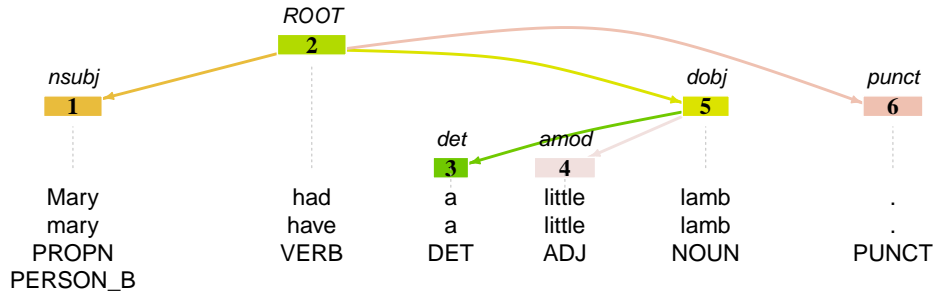 ROOT
2
nsubj dobj punct
1 5 6
det amod
3 4
Mary had a little lamb .
mary have a little lamb .
PROPN VERB DET ADJ NOUN PUNCT
PERSON_B